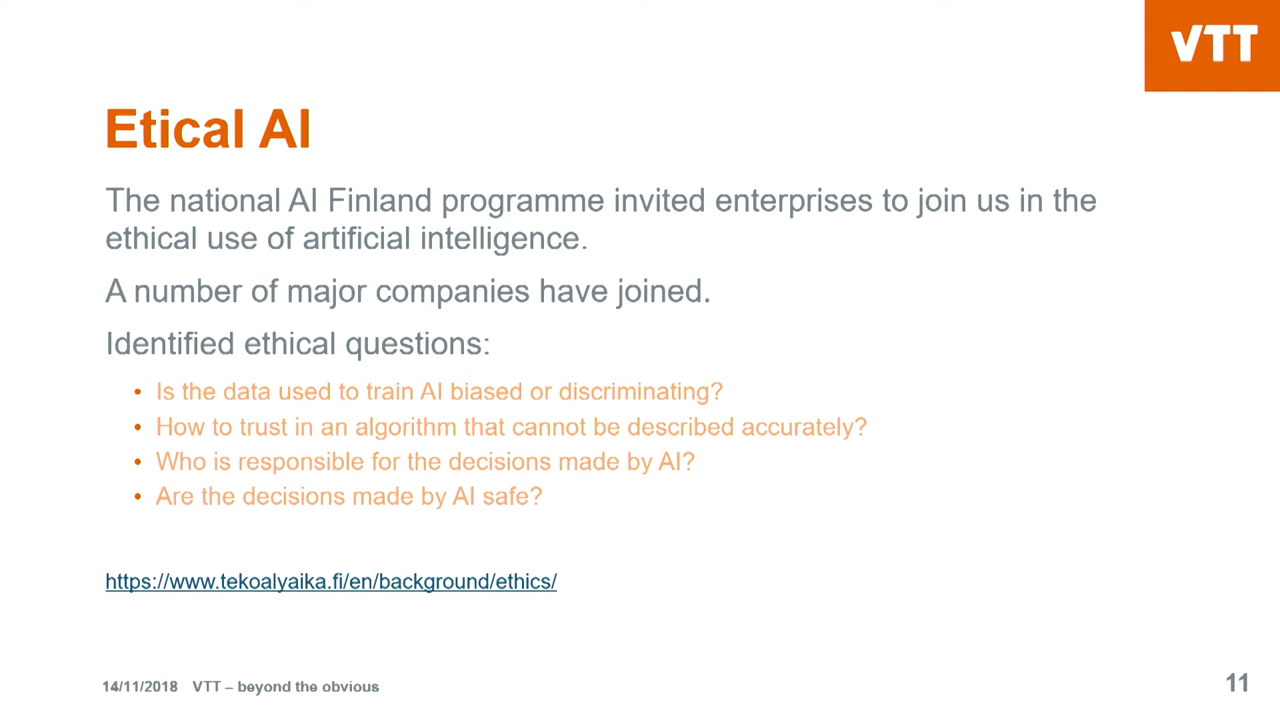 VTT
Etical AI
The national AI Finland programme invited enterprises to join us in the
ethical use of artificial intelligence.
A number of major companies have joined.
Identified ethical questions:
• Is the data used to train AI biased or discriminating?
• How to trust in an algorithm that cannot be described accurately?
• Who is responsible for the decisions made by AI?
• Are the decisions made by AI safe?
https://www.tekoalyaika.fi/en/background/ethics/
14/11/2018 VTT – beyond the obvious
11